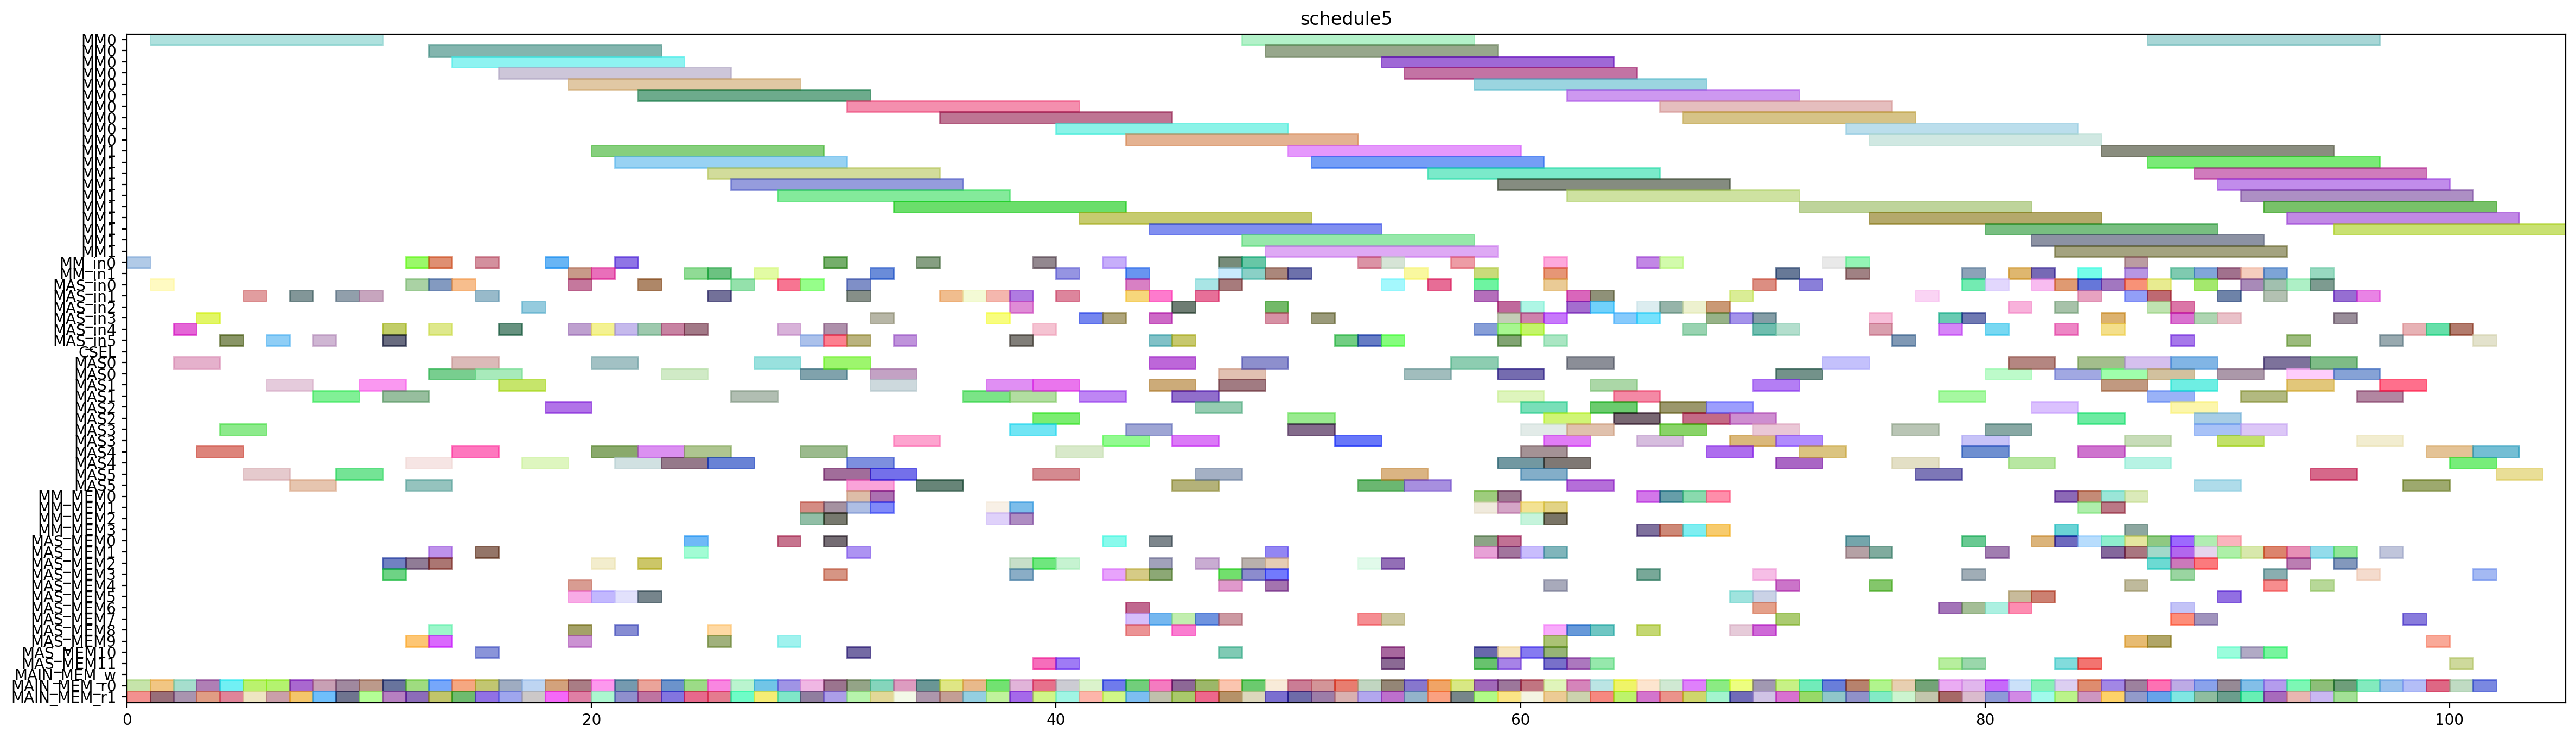 schedule5
MM0
MM0
MM0
MM0
MM0
MM0
MM0
MM0
MM0
MM0
MM1
MM1
MM1
MM1
MM1
MM1
MM1
MM1
MM1
MM1
MM_in0
MM_in1
MAS_in0
MAS_in1
MAS_in2
MAS_in3
MAS_in4
MAS_in5
CSEL
MAS0
MAS0
MAS1
MAS1
MAS2
MAS2
MAS3
MAS3
MAS4
MAS4
MAS5
MAS5
MM_MEM0
MM_MEM1
MM_MEM2
MM_MEM3
MAS_MEM0
MAS_MEM1
MAS_MEM2
MAS_MEM3
MAS_MEM4
MAS_MEM5
MAS_MEM6
MAS_MEM7
MAS_MEM8
MAS_MEM9
MAS_MEM10
MAS_MEM11
MAIN_MEM_w
MAIN_MEM_r0
MAIN_MEM_r1
0 20 40 60 80 100